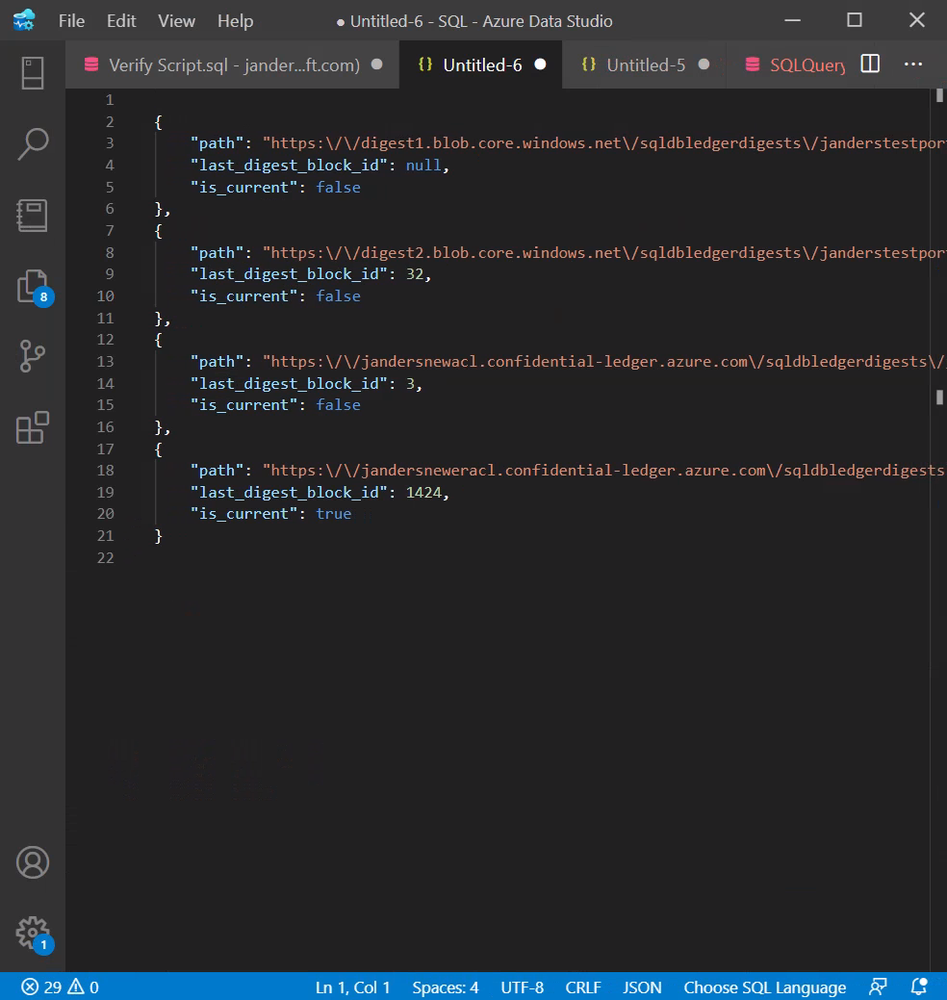 File Edit View Help ● Untitled-6 - SQL - Azure Data Studio
Verify Script.sql - jander...ft.com) ● {} Untitled-6 ● {} Untitled-5 ● SQLQuery ...
1
2 {
3 "path": "https:\/\/digest1.blob.core.windows.net\/sqldbledgerdigests\/janderstestpor
4 "last_digest_block_id": null,
5 "is_current": false
6 },
7 {
8 "path": "https:\/\/digest2.blob.core.windows.net\/sqldbledgerdigests\/janderstestpor
9 "last_digest_block_id": 32,
10 "is_current": false
11 },
12 {
13 "path": "https:\/\/jandersnewacl.confidential-ledger.azure.com\/sqldbledgerdigests\/
14 "last_digest_block_id": 3,
15 "is_current": false
16 },
17 {
18 "path": "https:\/\/jandersneweracl.confidential-ledger.azure.com\/sqldbledgerdigests
19 "last_digest_block_id": 1424,
20 "is_current": true
21 }
22
8
1
29 0 Ln 1, Col 1 Spaces: 4 UTF-8 CRLF JSON Choose SQL Language